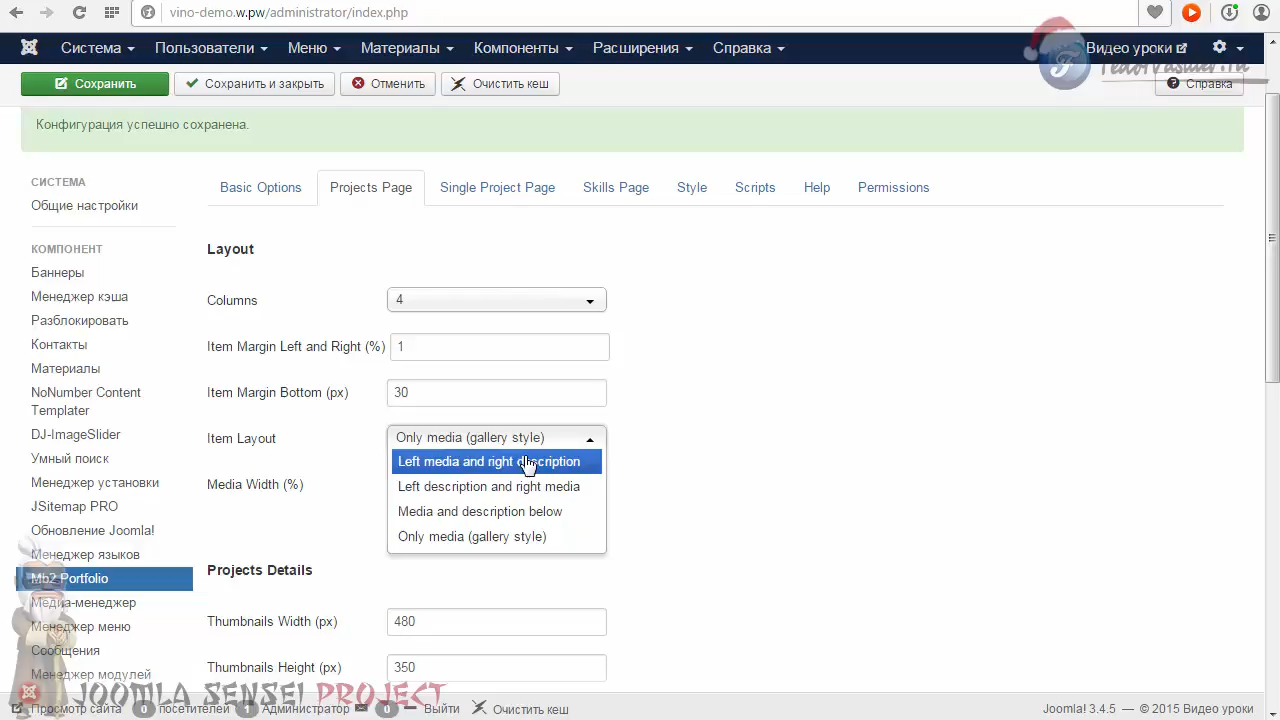 vino-demo.w.pw/administrator/index.php
Система Пользователи Меню Материалы Компоненты Расширения Справка Видео уроки
Сохранить Сохранить и закрыть Отменить Очистить кеш Справка
Конфигурация успешно сохранена.
СИСТЕМА
Общие настройки
КОМПОНЕНТ
Баннеры
Менеджер кэша
Разблокировать
Контакты
Материалы
NoNumber Content
Templater
DJ-ImageSlider
Умный поиск
Менеджер установки
JSitemap PRO
Обновление Joomla!
Менеджер языков
Mb2 Portfolio
Медиа-менеджер
Менеджер меню
Сообщения
Менеджер модулей
Basic Options Projects Page Single Project Page Skills Page Style Scripts Help Permissions
Layout
Columns 4
Item Margin Left and Right (%) 1
Item Margin Bottom (px) 30
Item Layout Only media (gallery style)
Left media and right description
Left description and right media
Media and description below
Only media (gallery style)
Media Width (%)
Projects Details
Thumbnails Width (px) 480
Thumbnails Height (px) 350
JOOMLA SENSEI PROJECT
Просмотр сайта 0 посетителей 1 Администратор 0 Выйти Очистить кеш Joomla! 3.4.5 — © 2015 Видео уроки